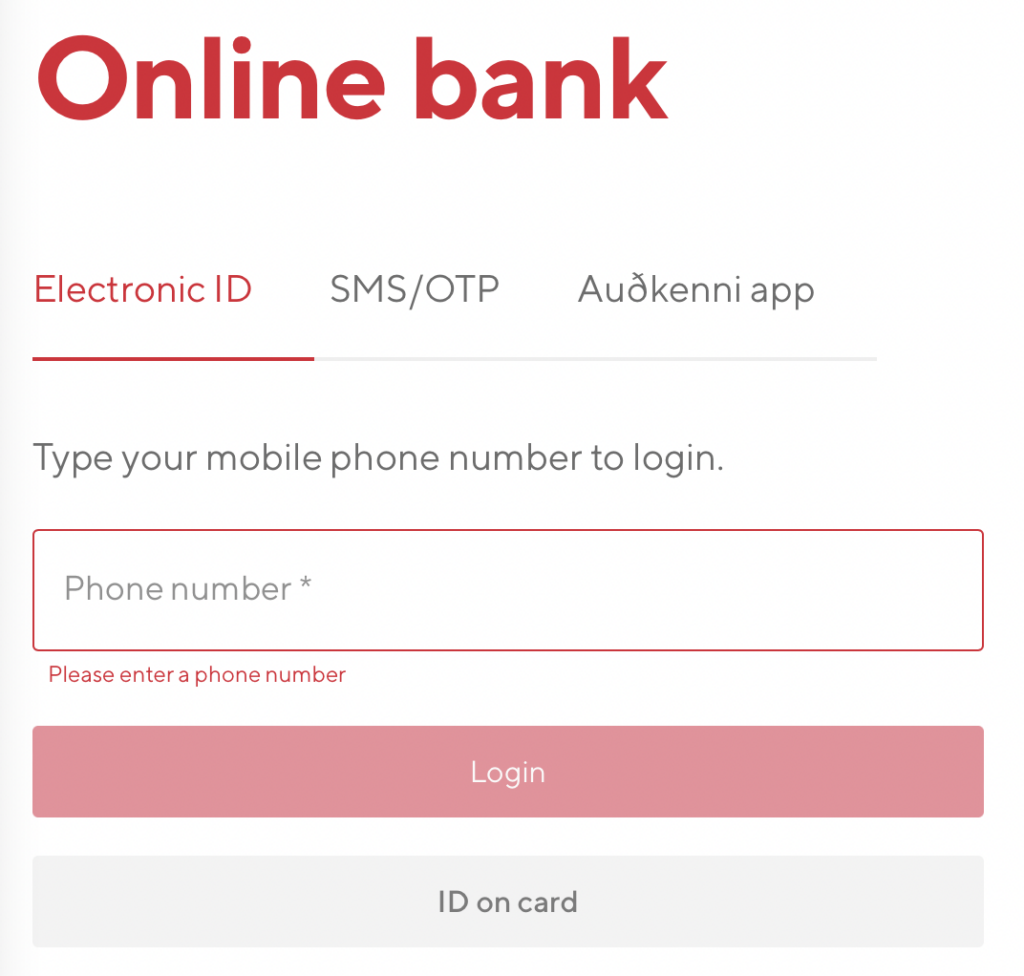 Online bank
Electronic ID SMS/OTP Auðkenni app
Type your mobile phone number to login.
Phone number *
Please enter a phone number
Login
ID on card